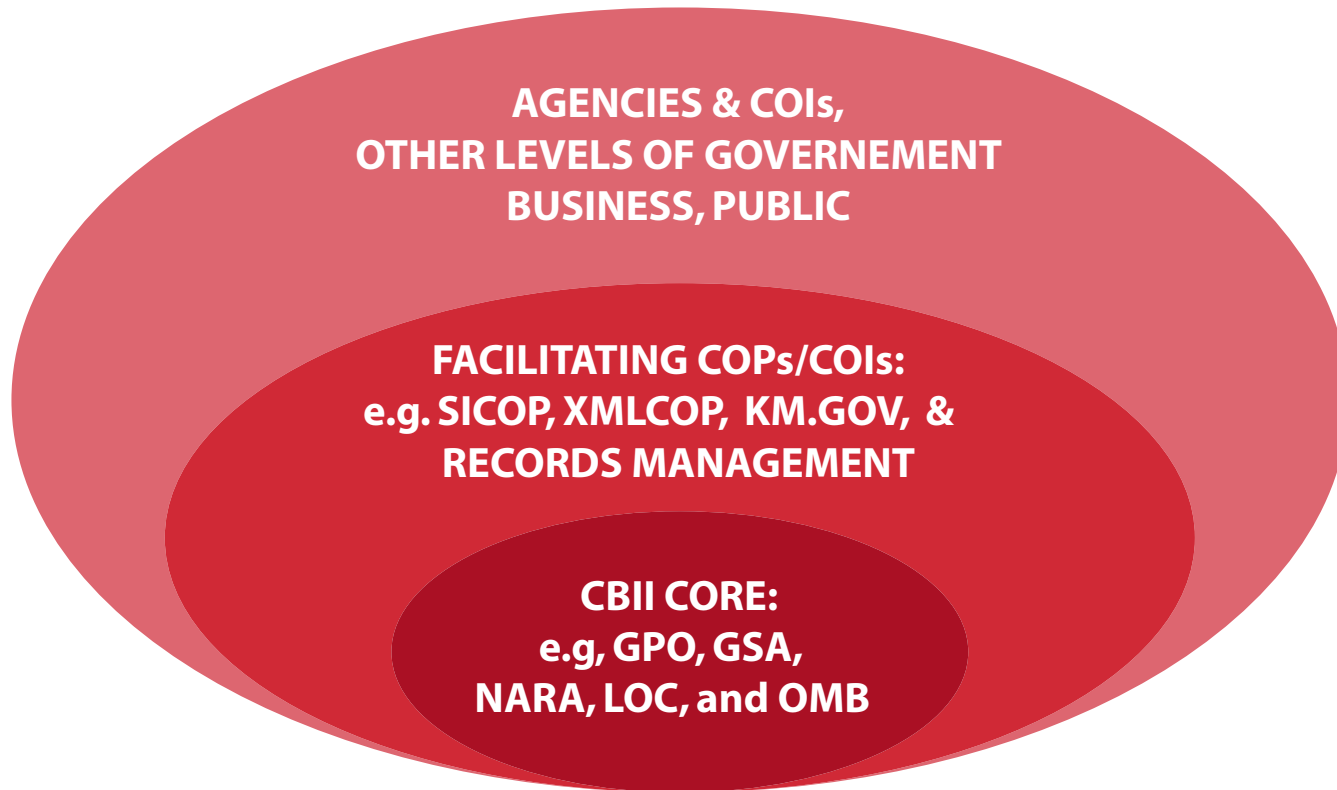 AGENCIES & COIs,
OTHER LEVELS OF GOVERNEMENT
BUSINESS, PUBLIC
FACILITATING COPs/COIs:
e.g. SICOP, XMLCOP, KM.GOV, &
RECORDS MANAGEMENT
CBII CORE:
e.g, GPO, GSA,
NARA, LOC, and OMB